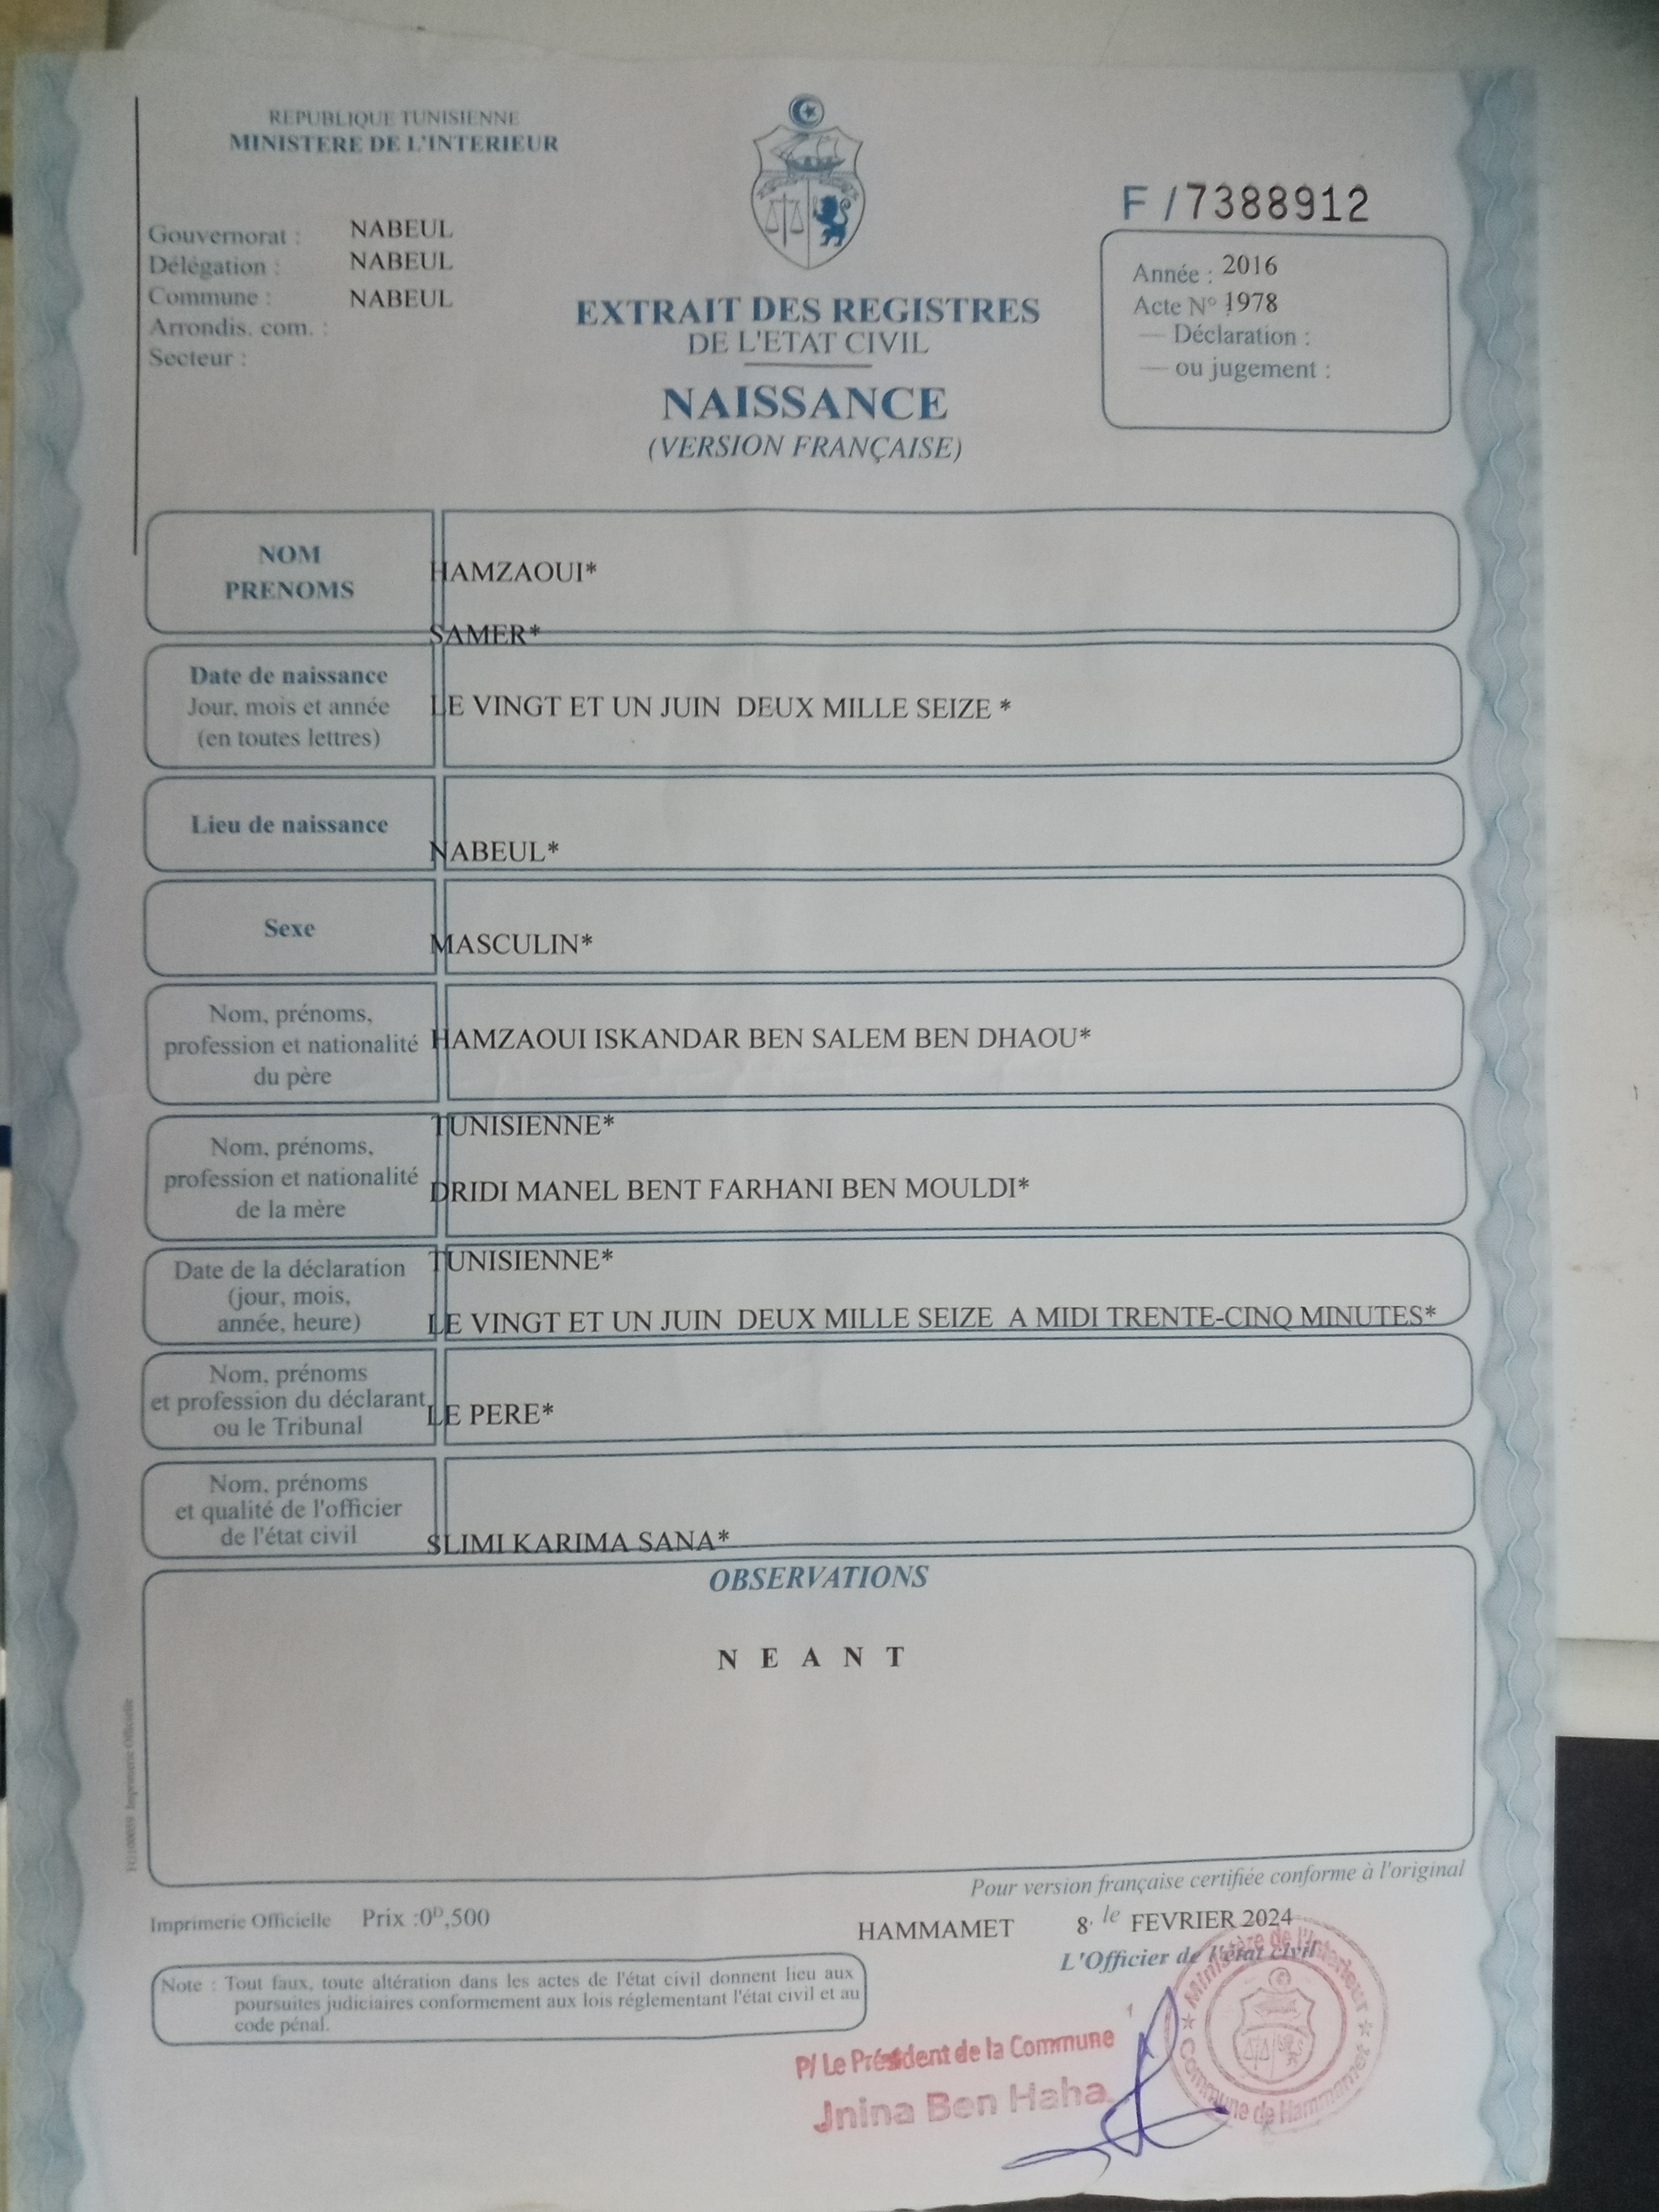 REPUBLIQUE TUNISIENNE
MINISTERE DE L'INTERIEUR
Gouvernorat : NABEUL
Délégation : NABEUL
Commune : NABEUL
Arrondis. com. :
Secteur :
EXTRAIT DES REGISTRES
DE L'ETAT CIVIL
NAISSANCE
(VERSION FRANÇAISE)
F / 7388912
Année : 2016
Acte N° 1978
— Déclaration :
— ou jugement :
NOM
PRENOMS
HAMZAOUI*
SAMER*
Date de naissance
Jour, mois et année
(en toutes lettres)
LE VINGT ET UN JUIN DEUX MILLE SEIZE *
Lieu de naissance
NABEUL*
Sexe
MASCULIN*
Nom, prénoms,
profession et nationalité
du père
HAMZAOUI ISKANDAR BEN SALEM BEN DHAOU*
TUNISIENNE*
Nom, prénoms,
profession et nationalité
de la mère
DRIDI MANEL BENT FARHANI BEN MOULDI*
TUNISIENNE*
Date de la déclaration
(jour, mois,
année, heure)
LE VINGT ET UN JUIN DEUX MILLE SEIZE A MIDI TRENTE-CINQ MINUTES*
Nom, prénoms
et profession du déclarant
ou le Tribunal
LE PERE*
Nom, prénoms
et qualité de l'officier
de l'état civil
SLIMI KARIMA SANA*
OBSERVATIONS
N E A N T
Imprimerie Officielle
Pour version française certifiée conforme à l'original
Imprimerie Officielle Prix :0ᴰ,500
HAMMAMET 8. le FEVRIER 2024
L'Officier de l'état civil
Note : Tout faux, toute altération dans les actes de l'état civil donnent lieu aux
poursuites judiciaires conformement aux lois réglementant l'état civil et au
code pénal.
P/ Le Président de la Commune
Jnina Ben Haha
Ministère de l'Interieur
Commune de Hammamet